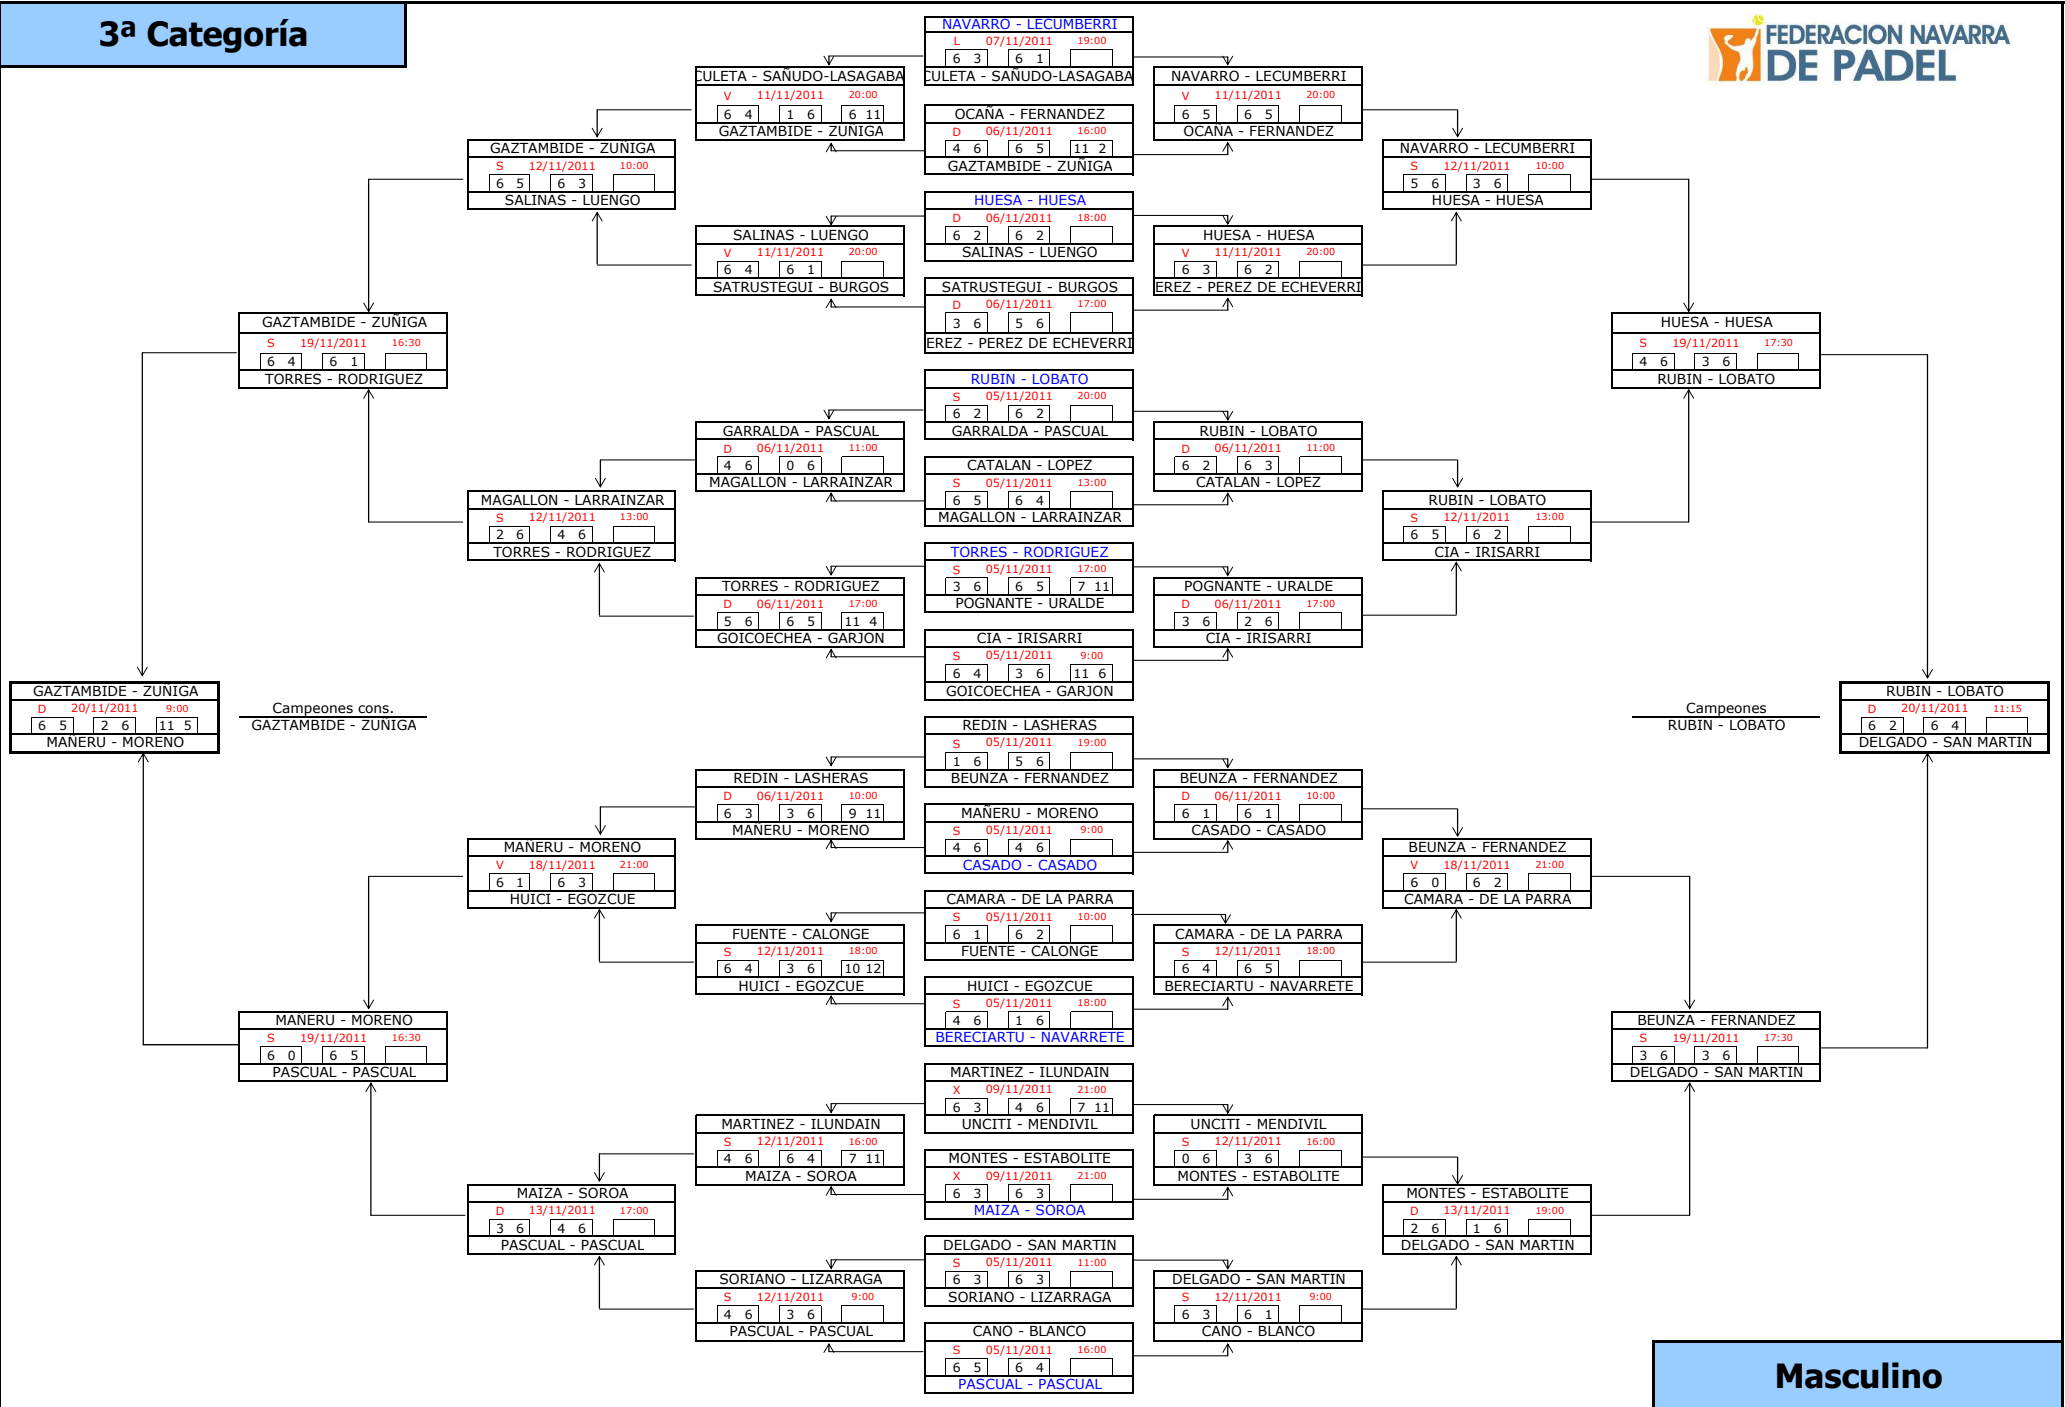 3ª Categoría
FEDERACION NAVARRA
DE PADEL
NAVARRO - LECUMBERRI
L 07/11/2011 19:00
6 3 6 1
CULETA - SAÑUDO-LASAGABA
OCAÑA - FERNANDEZ
D 06/11/2011 16:00
4 6 6 5 11 2
GAZTAMBIDE - ZUÑIGA
HUESA - HUESA
D 06/11/2011 18:00
6 2 6 2
SALINAS - LUENGO
SATRUSTEGUI - BURGOS
D 06/11/2011 17:00
3 6 5 6
EREZ - PEREZ DE ECHEVERRI
RUBIN - LOBATO
S 05/11/2011 20:00
6 2 6 2
GARRALDA - PASCUAL
CATALAN - LOPEZ
S 05/11/2011 13:00
6 5 6 4
MAGALLON - LARRAINZAR
TORRES - RODRIGUEZ
S 05/11/2011 17:00
3 6 6 5 7 11
POGNANTE - URALDE
CIA - IRISARRI
S 05/11/2011 9:00
6 4 3 6 11 6
GOICOECHEA - GARJON
REDIN - LASHERAS
S 05/11/2011 19:00
1 6 5 6
BEUNZA - FERNANDEZ
MAÑERU - MORENO
S 05/11/2011 9:00
4 6 4 6
CASADO - CASADO
CAMARA - DE LA PARRA
S 05/11/2011 10:00
6 1 6 2
FUENTE - CALONGE
HUICI - EGOZCUE
S 05/11/2011 18:00
4 6 1 6
BERECIARTU - NAVARRETE
MARTINEZ - ILUNDAIN
X 09/11/2011 21:00
6 3 4 6 7 11
UNCITI - MENDIVIL
MONTES - ESTABOLITE
X 09/11/2011 21:00
6 3 6 3
MAIZA - SOROA
DELGADO - SAN MARTIN
S 05/11/2011 11:00
6 3 6 3
SORIANO - LIZARRAGA
CANO - BLANCO
S 05/11/2011 16:00
6 5 6 4
PASCUAL - PASCUAL
CULETA - SAÑUDO-LASAGABA
V 11/11/2011 20:00
6 4 1 6 6 11
GAZTAMBIDE - ZUÑIGA
SALINAS - LUENGO
V 11/11/2011 20:00
6 4 6 1
SATRUSTEGUI - BURGOS
GARRALDA - PASCUAL
D 06/11/2011 11:00
4 6 0 6
MAGALLON - LARRAINZAR
TORRES - RODRIGUEZ
D 06/11/2011 17:00
5 6 6 5 11 4
GOICOECHEA - GARJON
REDIN - LASHERAS
D 06/11/2011 10:00
6 3 3 6 9 11
MAÑERU - MORENO
FUENTE - CALONGE
S 12/11/2011 18:00
6 4 3 6 10 12
HUICI - EGOZCUE
MARTINEZ - ILUNDAIN
S 12/11/2011 16:00
4 6 6 4 7 11
MAIZA - SOROA
SORIANO - LIZARRAGA
S 12/11/2011 9:00
4 6 3 6
PASCUAL - PASCUAL
GAZTAMBIDE - ZUÑIGA
S 12/11/2011 10:00
6 5 6 3
SALINAS - LUENGO
MAGALLON - LARRAINZAR
S 12/11/2011 13:00
2 6 4 6
TORRES - RODRIGUEZ
MAÑERU - MORENO
V 18/11/2011 21:00
6 1 6 3
HUICI - EGOZCUE
MAIZA - SOROA
D 13/11/2011 17:00
3 6 4 6
PASCUAL - PASCUAL
GAZTAMBIDE - ZUÑIGA
S 19/11/2011 16:30
6 4 6 1
TORRES - RODRIGUEZ
MAÑERU - MORENO
S 19/11/2011 16:30
6 0 6 5
PASCUAL - PASCUAL
GAZTAMBIDE - ZUÑIGA
D 20/11/2011 9:00
6 5 2 6 11 5
MAÑERU - MORENO
Campeones cons.
GAZTAMBIDE - ZUÑIGA
NAVARRO - LECUMBERRI
V 11/11/2011 20:00
6 5 6 5
OCAÑA - FERNANDEZ
HUESA - HUESA
V 11/11/2011 20:00
6 3 6 2
EREZ - PEREZ DE ECHEVERRI
RUBIN - LOBATO
D 06/11/2011 11:00
6 2 6 3
CATALAN - LOPEZ
POGNANTE - URALDE
D 06/11/2011 17:00
3 6 2 6
CIA - IRISARRI
BEUNZA - FERNANDEZ
D 06/11/2011 10:00
6 1 6 1
CASADO - CASADO
CAMARA - DE LA PARRA
S 12/11/2011 18:00
6 4 6 5
BERECIARTU - NAVARRETE
UNCITI - MENDIVIL
S 12/11/2011 16:00
0 6 3 6
MONTES - ESTABOLITE
DELGADO - SAN MARTIN
S 12/11/2011 9:00
6 3 6 1
CANO - BLANCO
NAVARRO - LECUMBERRI
S 12/11/2011 10:00
5 6 3 6
HUESA - HUESA
RUBIN - LOBATO
S 12/11/2011 13:00
6 5 6 2
CIA - IRISARRI
BEUNZA - FERNANDEZ
V 18/11/2011 21:00
6 0 6 2
CAMARA - DE LA PARRA
MONTES - ESTABOLITE
D 13/11/2011 19:00
2 6 1 6
DELGADO - SAN MARTIN
HUESA - HUESA
S 19/11/2011 17:30
4 6 3 6
RUBIN - LOBATO
BEUNZA - FERNANDEZ
S 19/11/2011 17:30
3 6 3 6
DELGADO - SAN MARTIN
Campeones
RUBIN - LOBATO
RUBIN - LOBATO
D 20/11/2011 11:15
6 2 6 4
DELGADO - SAN MARTIN
Masculino